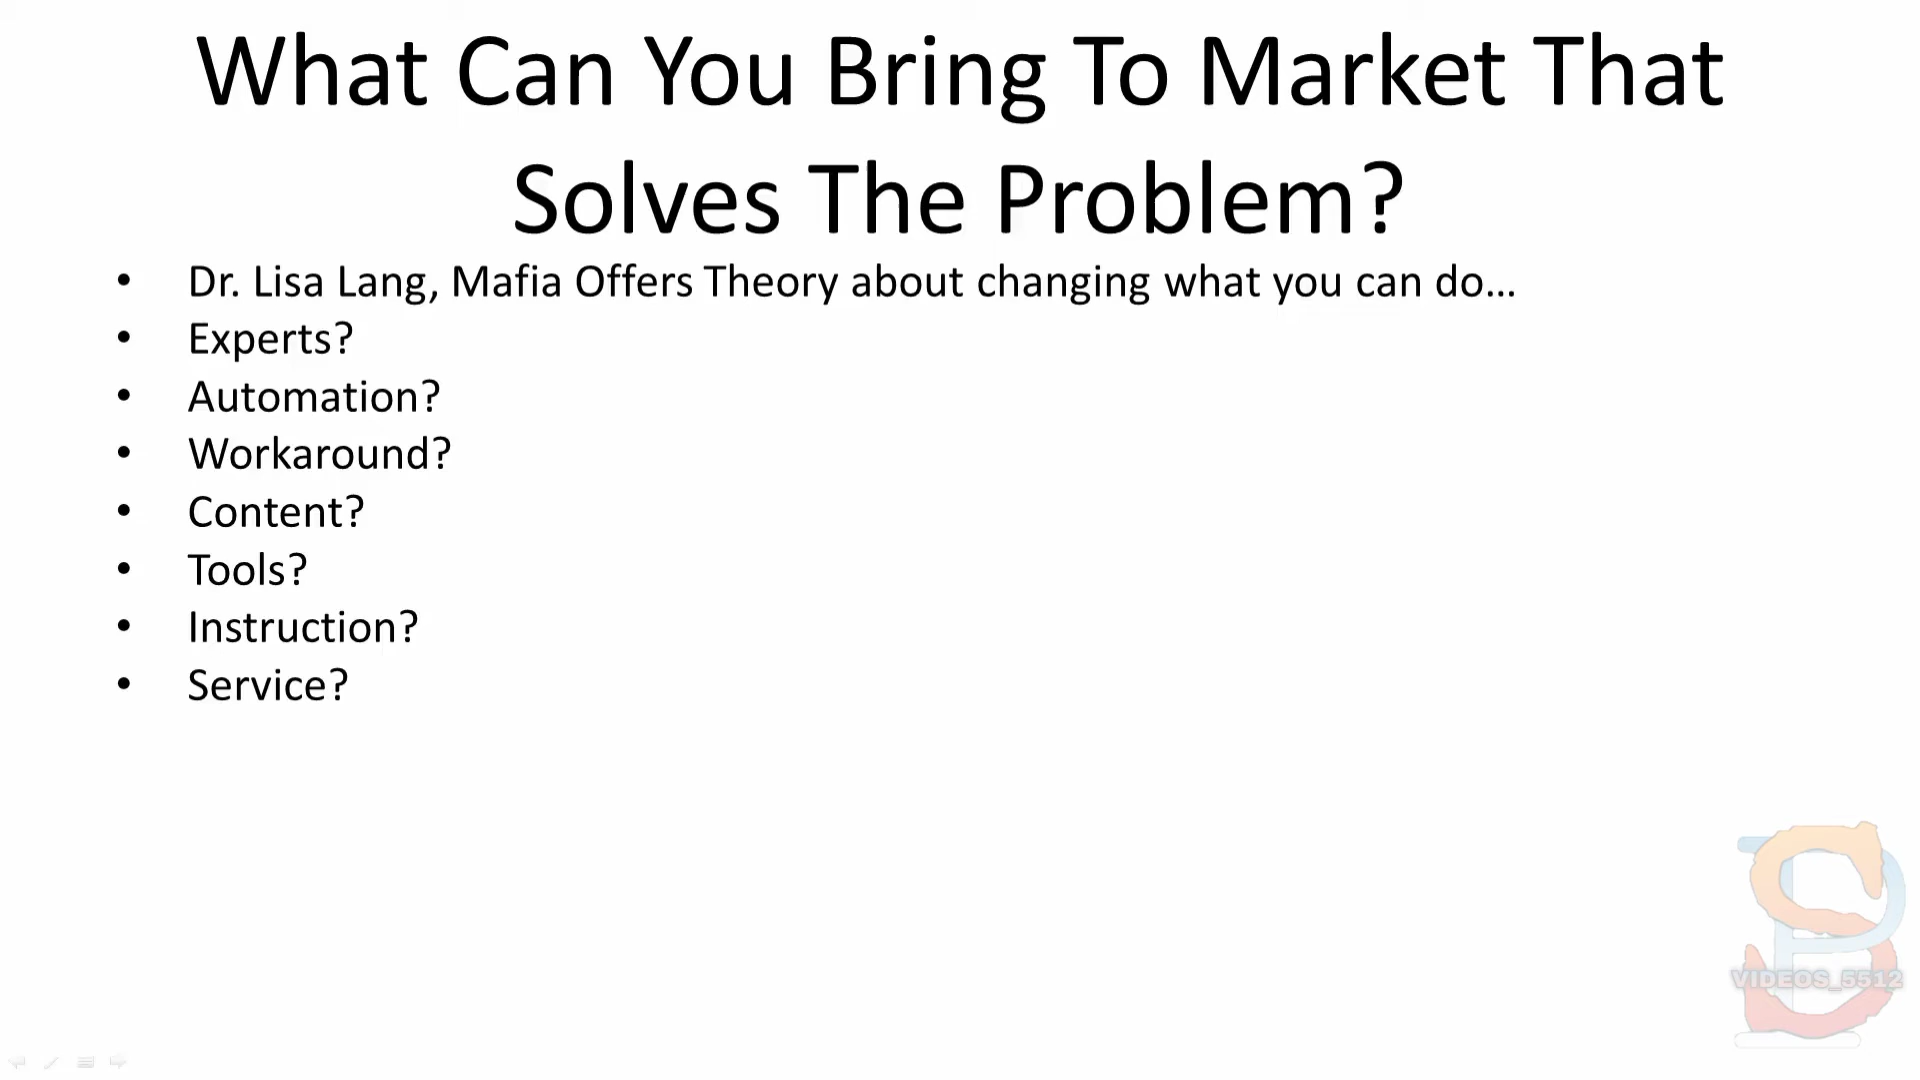 What Can You Bring To Market That
Solves The Problem?
• Dr. Lisa Lang, Mafia Offers Theory about changing what you can do...
• Experts?
• Automation?
• Workaround?
• Content?
• Tools?
• Instruction?
• Service?
VIDEOS_5512